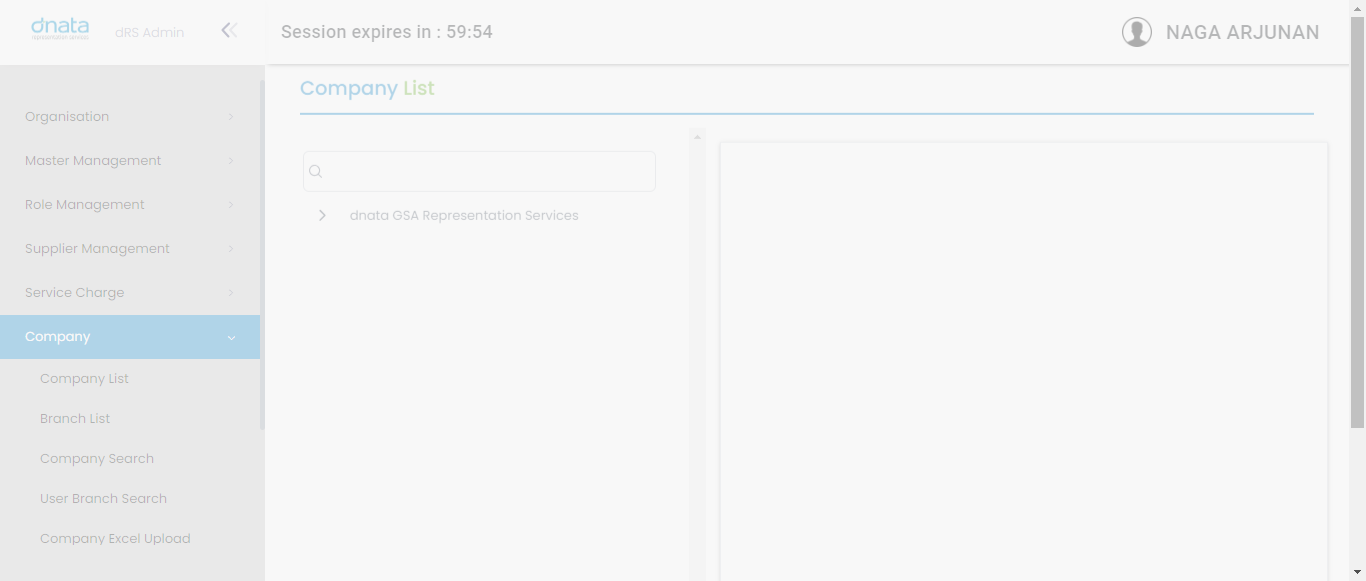 dnata
representation services
dRS Admin
Session expires in : 59:54
NAGA ARJUNAN
Company List
Organisation
Master Management
Role Management
Supplier Management
Service Charge
Company
Company List
Branch List
Company Search
User Branch Search
Company Excel Upload
dnata GSA Representation Services